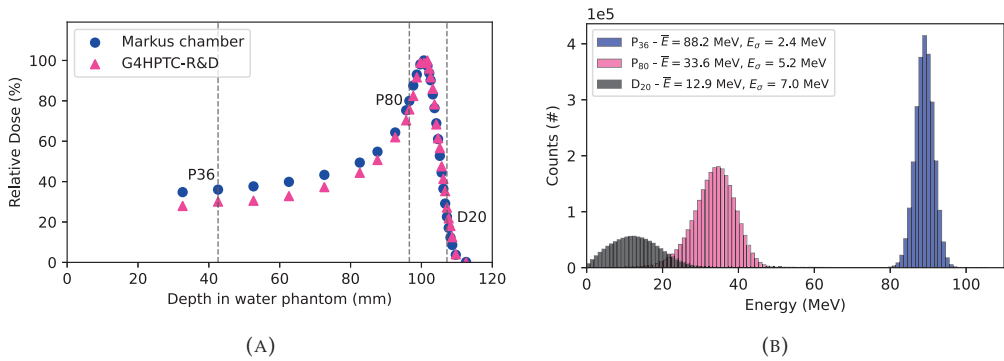 Markus chamber
G4HPTC-R&D
P36
P80
D20
Relative Dose (%)
0
20
40
60
80
100
0 20 40 60 80 100 120
Depth in water phantom (mm)
(A)
1e5
P36 - E̅ = 88.2 MeV, Eσ = 2.4 MeV
P80 - E̅ = 33.6 MeV, Eσ = 5.2 MeV
D20 - E̅ = 12.9 MeV, Eσ = 7.0 MeV
Counts (#)
4
3
2
1
0
0 20 40 60 80 100
Energy (MeV)
(B)